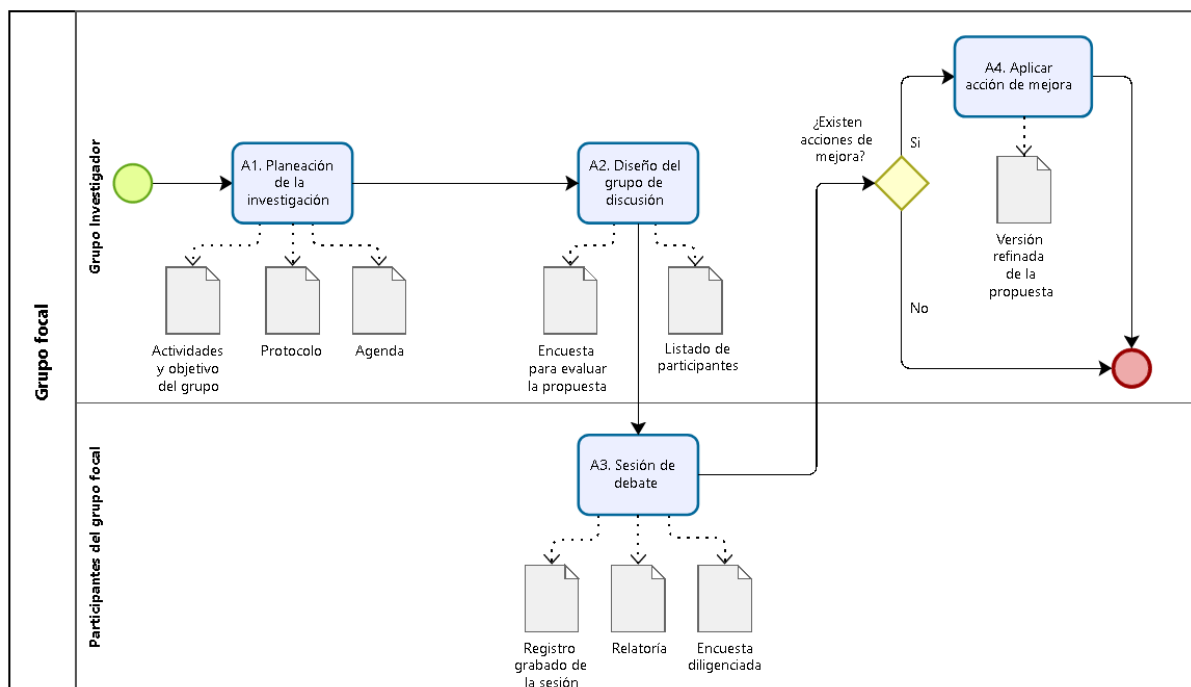 Grupo focal
Grupo Investigador
A1. Planeación
de la
investigación
Actividades
y objetivo
del grupo
Protocolo
Agenda
A2. Diseño del
grupo de
discusión
Encuesta
para evaluar
la propuesta
Listado de
participantes
¿Existen
acciones de
mejora?
Si
No
A4. Aplicar
acción de mejora
Versión
refinada
de la
propuesta
Participantes del grupo focal
A3. Sesión de
debate
Registro
grabado de
la sesión
Relatoría
Encuesta
diligenciada